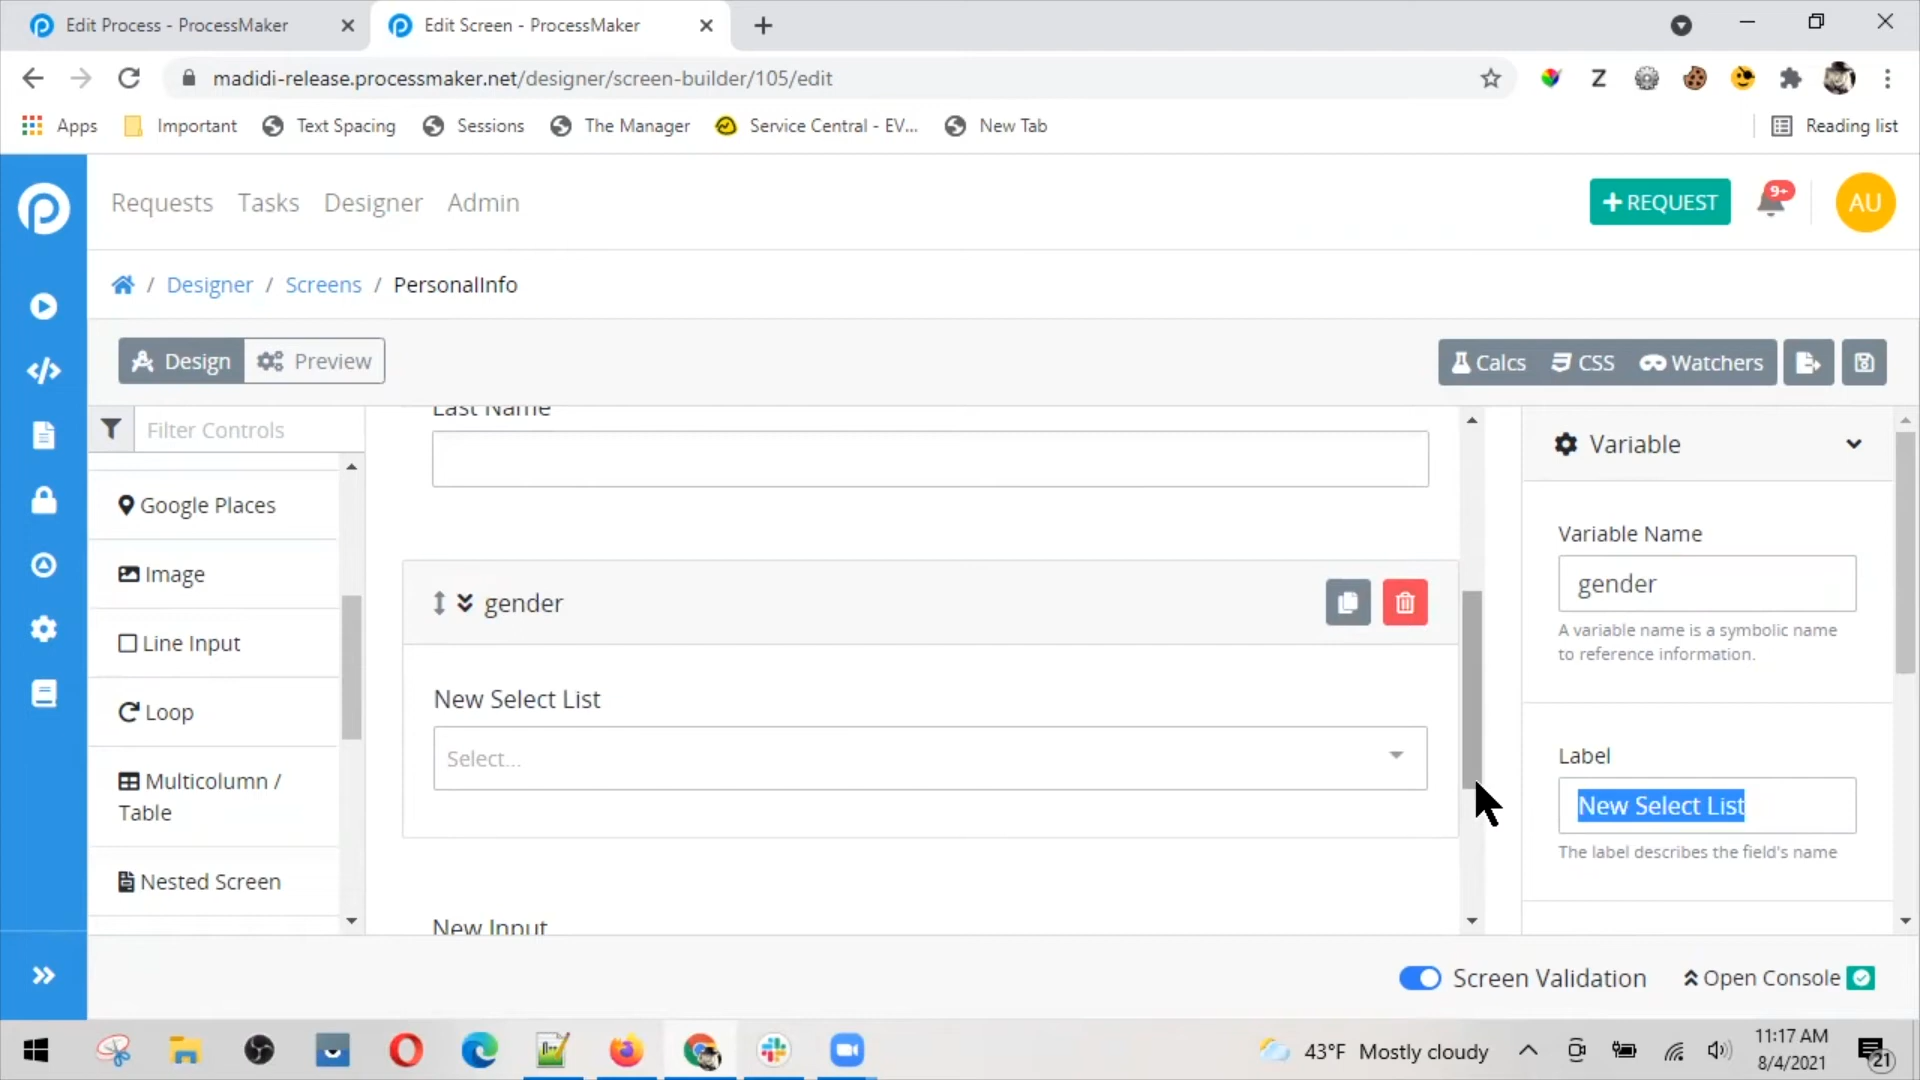 Edit Process - ProcessMaker
Edit Screen - ProcessMaker
madidi-release.processmaker.net/designer/screen-builder/105/edit
Z
Apps
Important
Text Spacing
Sessions
The Manager
Service Central - EV...
New Tab
Reading list
Requests
Tasks
Designer
Admin
REQUEST
9+
AU
/ Designer / Screens / PersonalInfo
Design
Preview
Calcs
CSS
Watchers
Filter Controls
Google Places
Image
Line Input
Loop
Multicolumn /
Table
Nested Screen
Last Name
gender
New Select List
Select...
New Input
Variable
Variable Name
gender
A variable name is a symbolic name
to reference information.
Label
New Select List
The label describes the field's name
Screen Validation
Open Console
43°F Mostly cloudy
11:17 AM
8/4/2021
21